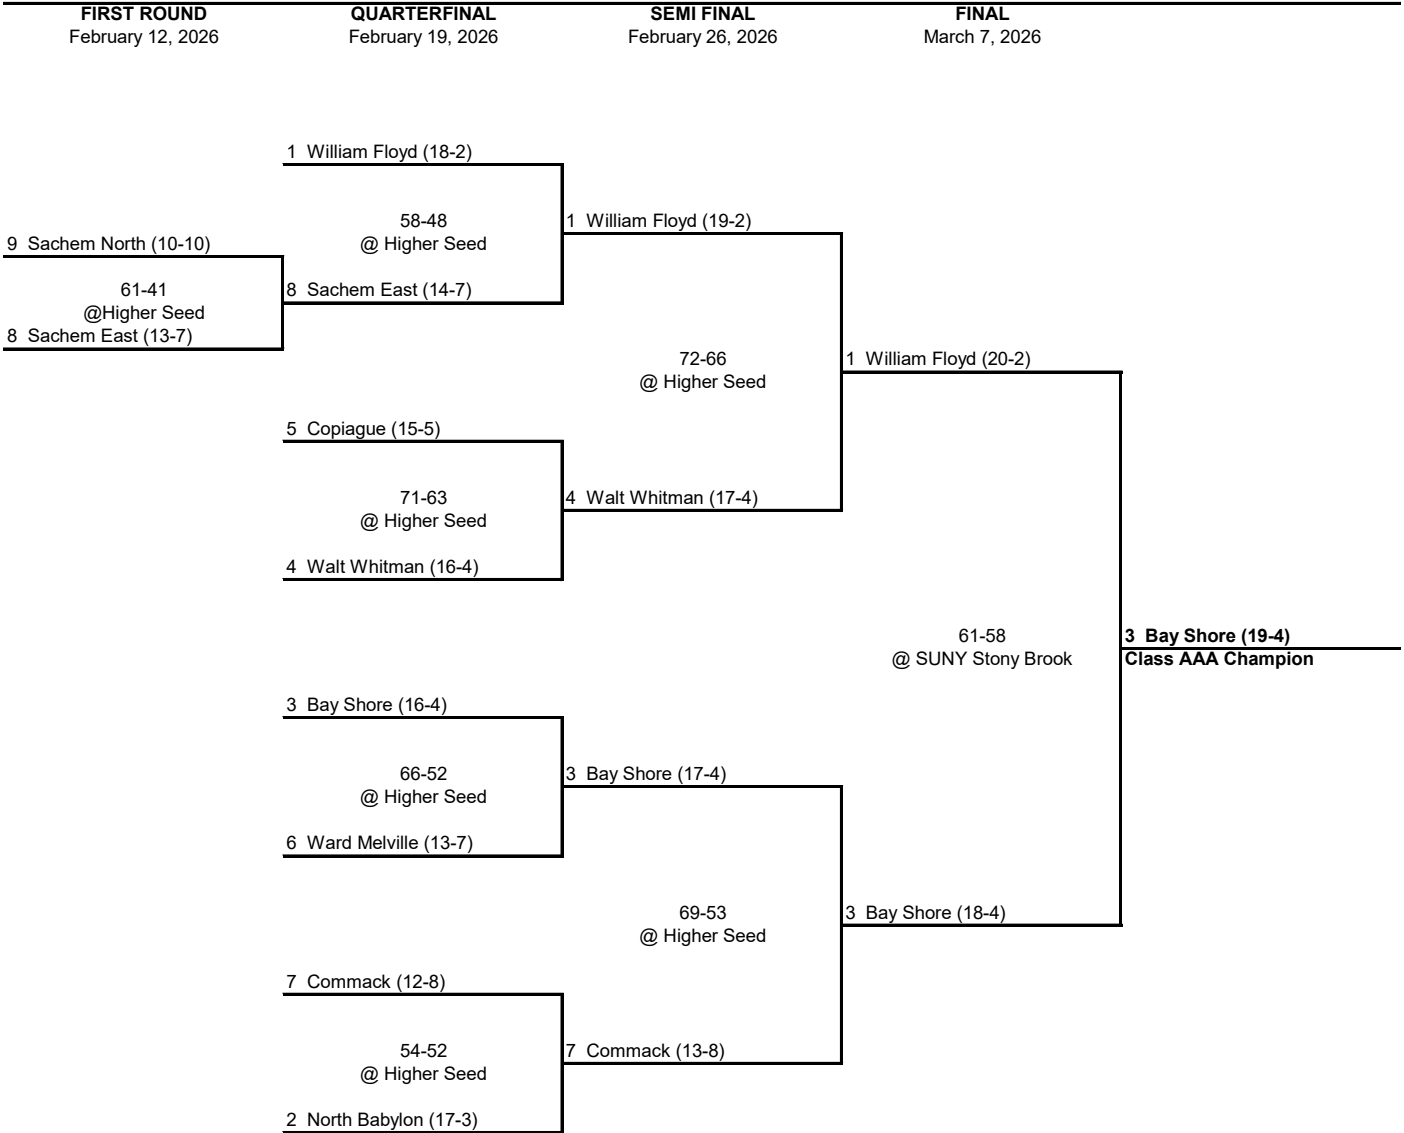 FIRST ROUND
February 12, 2026
QUARTERFINAL
February 19, 2026
SEMI FINAL
February 26, 2026
FINAL
March 7, 2026
9 Sachem North (10-10)
61-41
@Higher Seed
8 Sachem East (13-7)
1 William Floyd (18-2)
58-48
@ Higher Seed
8 Sachem East (14-7)
5 Copiague (15-5)
71-63
@ Higher Seed
4 Walt Whitman (16-4)
3 Bay Shore (16-4)
66-52
@ Higher Seed
6 Ward Melville (13-7)
7 Commack (12-8)
54-52
@ Higher Seed
2 North Babylon (17-3)
1 William Floyd (19-2)
72-66
@ Higher Seed
4 Walt Whitman (17-4)
3 Bay Shore (17-4)
69-53
@ Higher Seed
7 Commack (13-8)
1 William Floyd (20-2)
61-58
@ SUNY Stony Brook
3 Bay Shore (18-4)
3 Bay Shore (19-4)
Class AAA Champion